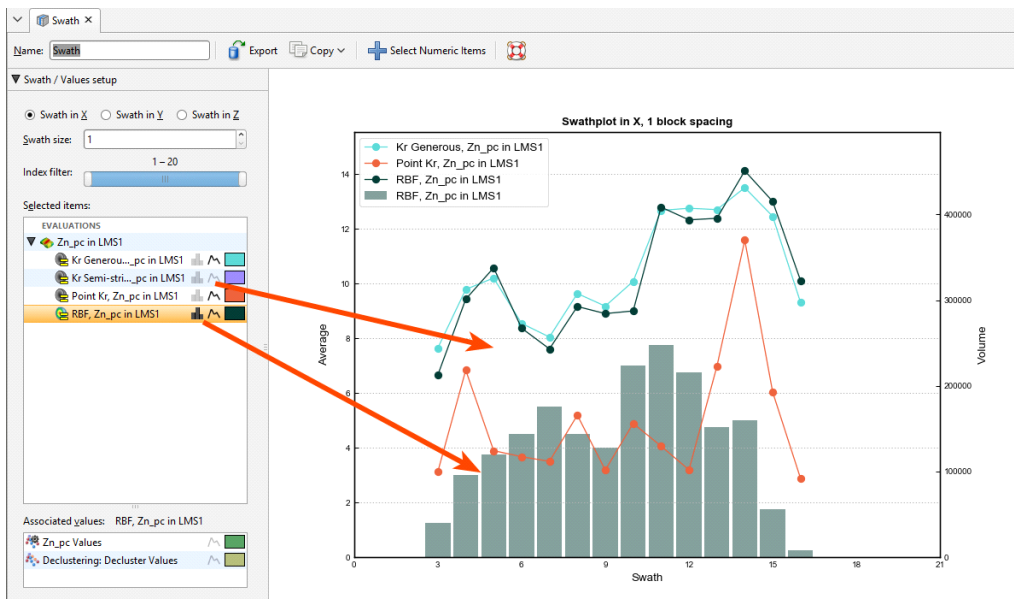 Swath
Name: Swath Export Copy Select Numeric Items
Swath / Values setup
Swath in X Swath in Y Swath in Z
Swath size: 1
1 – 20
Index filter:
Selected items:
EVALUATIONS
Zn_pc in LMS1
Kr Generou..._pc in LMS1
Kr Semi-stri..._pc in LMS1
Point Kr, Zn_pc in LMS1
RBF, Zn_pc in LMS1
Associated values: RBF, Zn_pc in LMS1
Zn_pc Values
Declustering: Decluster Values
Swathplot in X, 1 block spacing
Kr Generous, Zn_pc in LMS1
Point Kr, Zn_pc in LMS1
RBF, Zn_pc in LMS1
RBF, Zn_pc in LMS1
Average
14
12
10
8
6
4
2
0
0 3 6 9 12 15 18 21
Swath
400000
300000
200000
100000
0
Volume